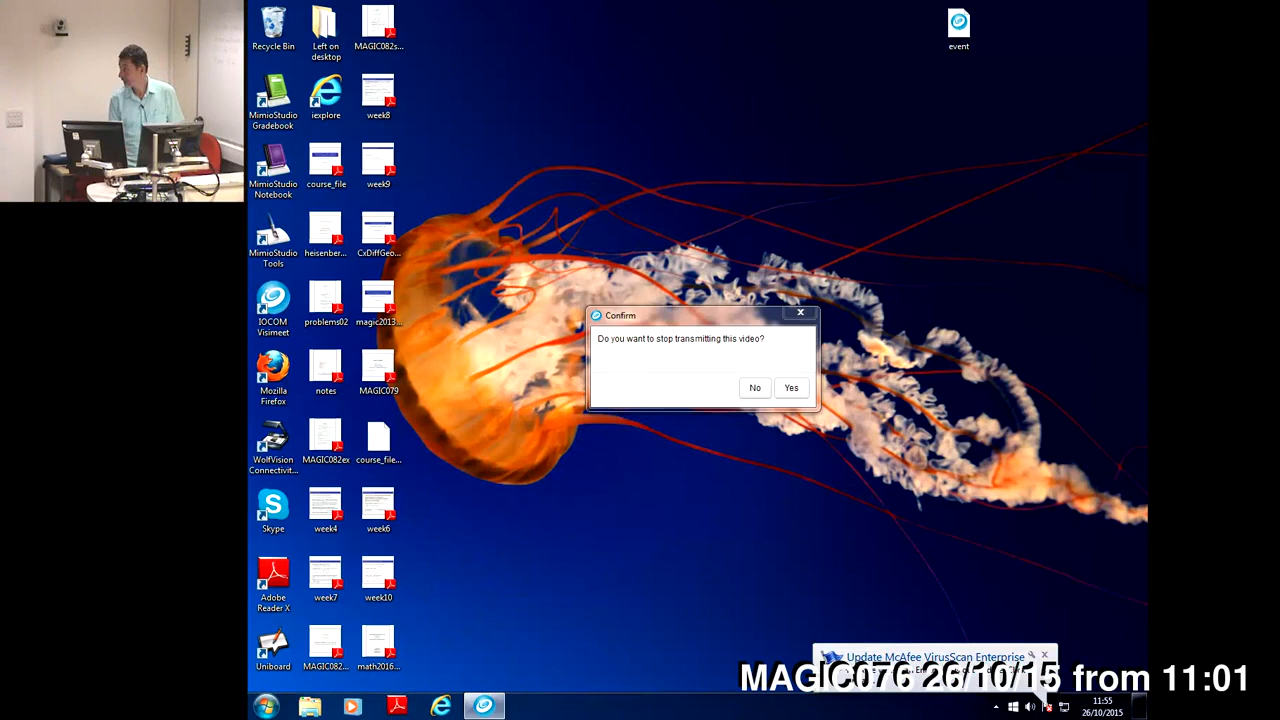 Recycle Bin
Left on
desktop
MAGIC082s...
event
MimioStudio
Gradebook
iexplore
week8
MimioStudio
Notebook
course_file
week9
MimioStudio
Tools
heisenber...
CxDiffGeo...
IOCOM
Visimeet
problems02
magic2013...
Confirm
Do you want to stop transmitting this video?
No
Yes
Mozilla
Firefox
notes
MAGIC079
WolfVision
Connectivit...
MAGIC082ex
course_file...
Skype
week4
week6
Adobe
Reader X
week7
week10
Uniboard
MAGIC082...
math2016...
Update McAfee VirusScan Enterprise
MAGIC076 26/10/15 from 11:01
11:55
26/10/2015